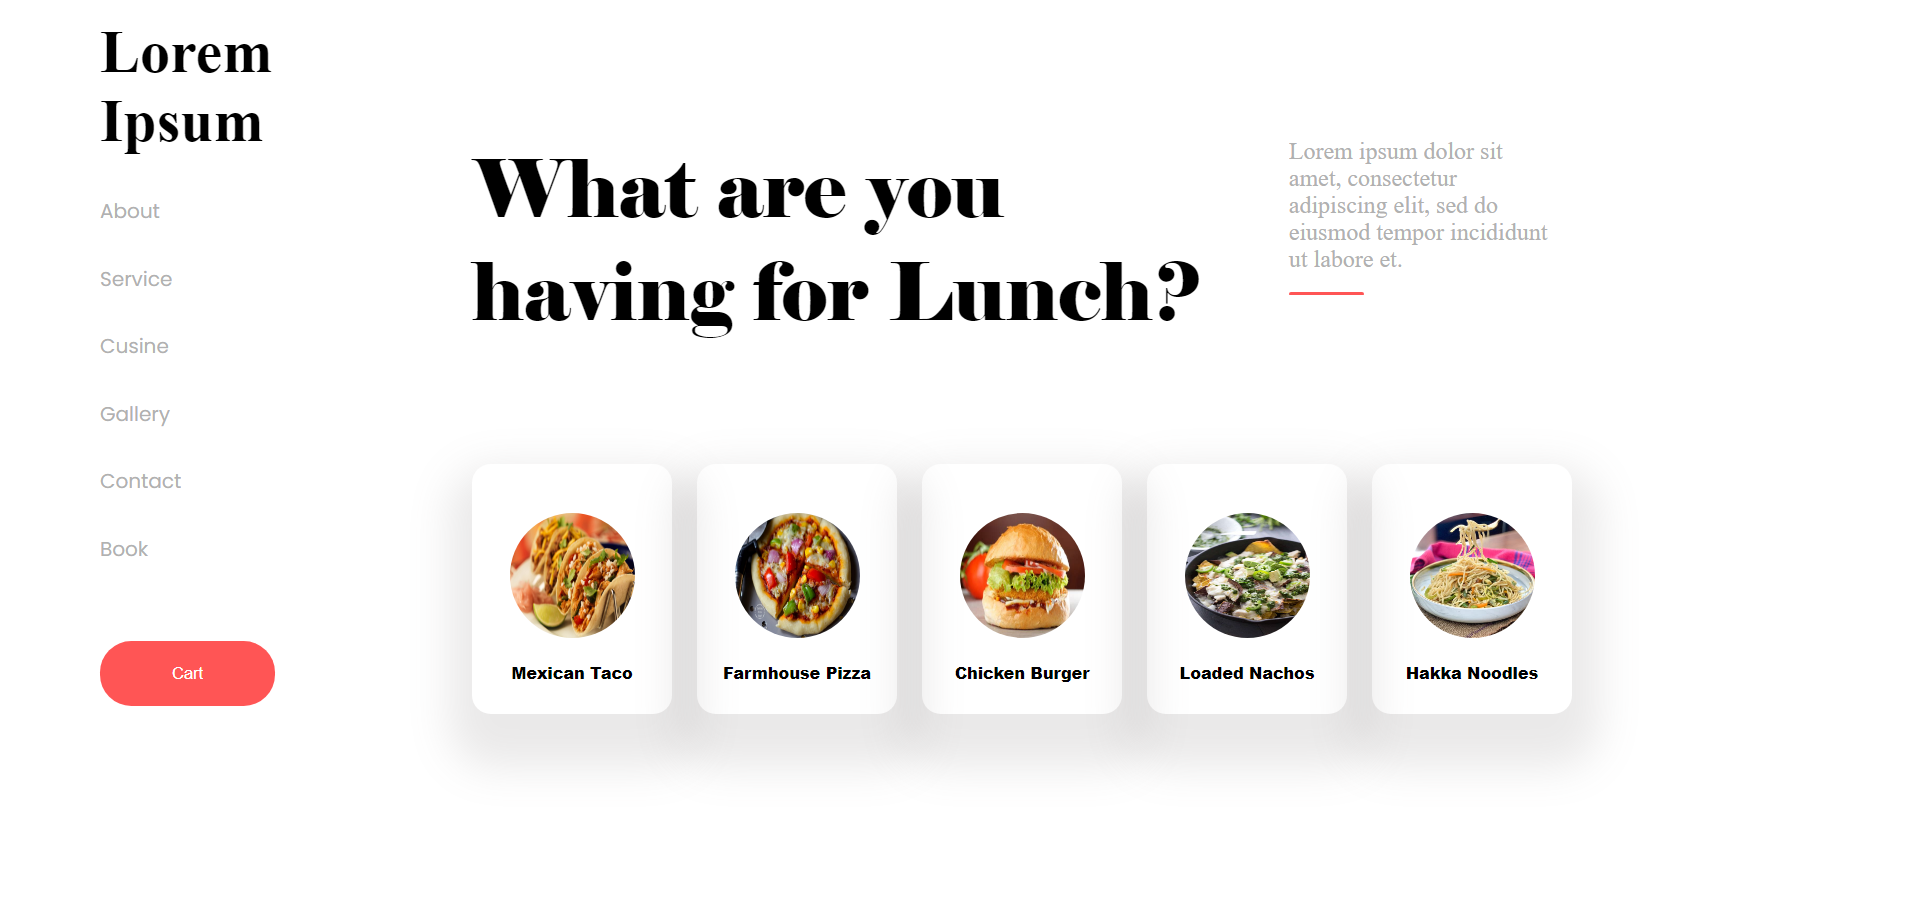 Lorem
Ipsum
About
Service
Cusine
Gallery
Contact
Book
Cart
What are you
having for Lunch?
Lorem ipsum dolor sit
amet, consectetur
adipiscing elit, sed do
eiusmod tempor incididunt
ut labore et.
Mexican Taco
Farmhouse Pizza
Chicken Burger
Loaded Nachos
Hakka Noodles